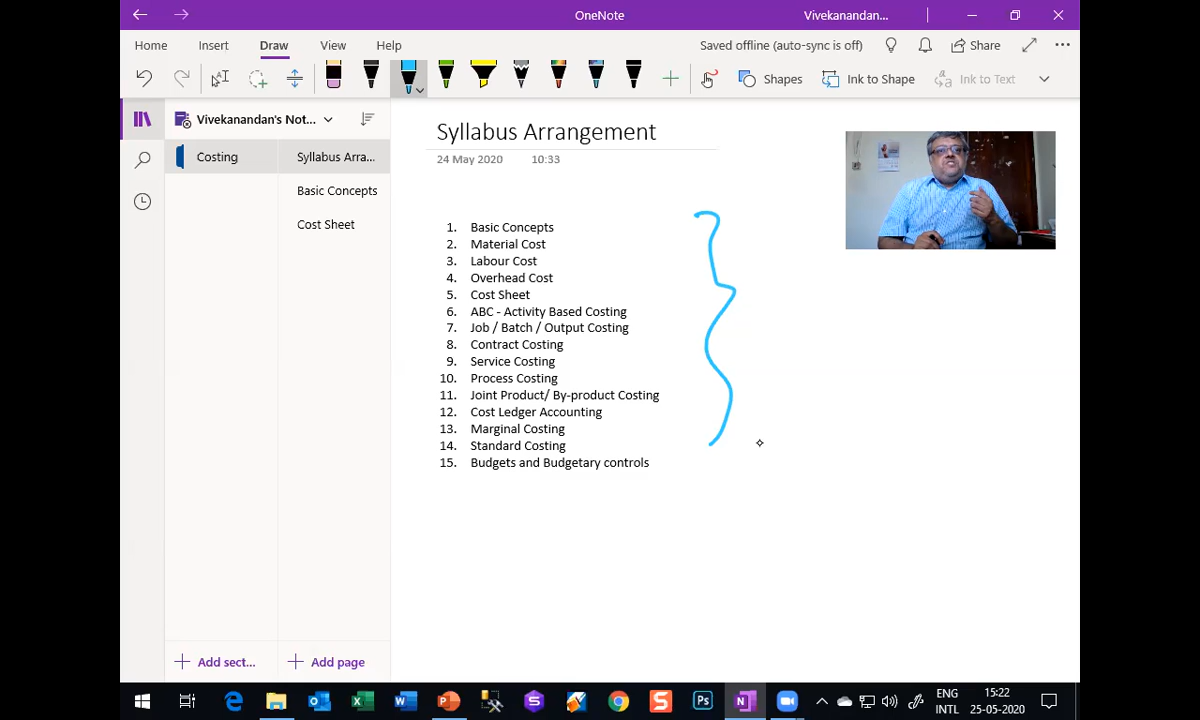 OneNote
Vivekanandan...
Home Insert Draw View Help
Saved offline (auto-sync is off)
Share
Shapes
Ink to Shape
Ink to Text
Vivekanandan's Not...
Costing
Syllabus Arra...
Basic Concepts
Cost Sheet
Syllabus Arrangement
24 May 2020 10:33
1. Basic Concepts
2. Material Cost
3. Labour Cost
4. Overhead Cost
5. Cost Sheet
6. ABC - Activity Based Costing
7. Job / Batch / Output Costing
8. Contract Costing
9. Service Costing
10. Process Costing
11. Joint Product/ By-product Costing
12. Cost Ledger Accounting
13. Marginal Costing
14. Standard Costing
15. Budgets and Budgetary controls
Add sect...
Add page
ENG
INTL
15:22
25-05-2020